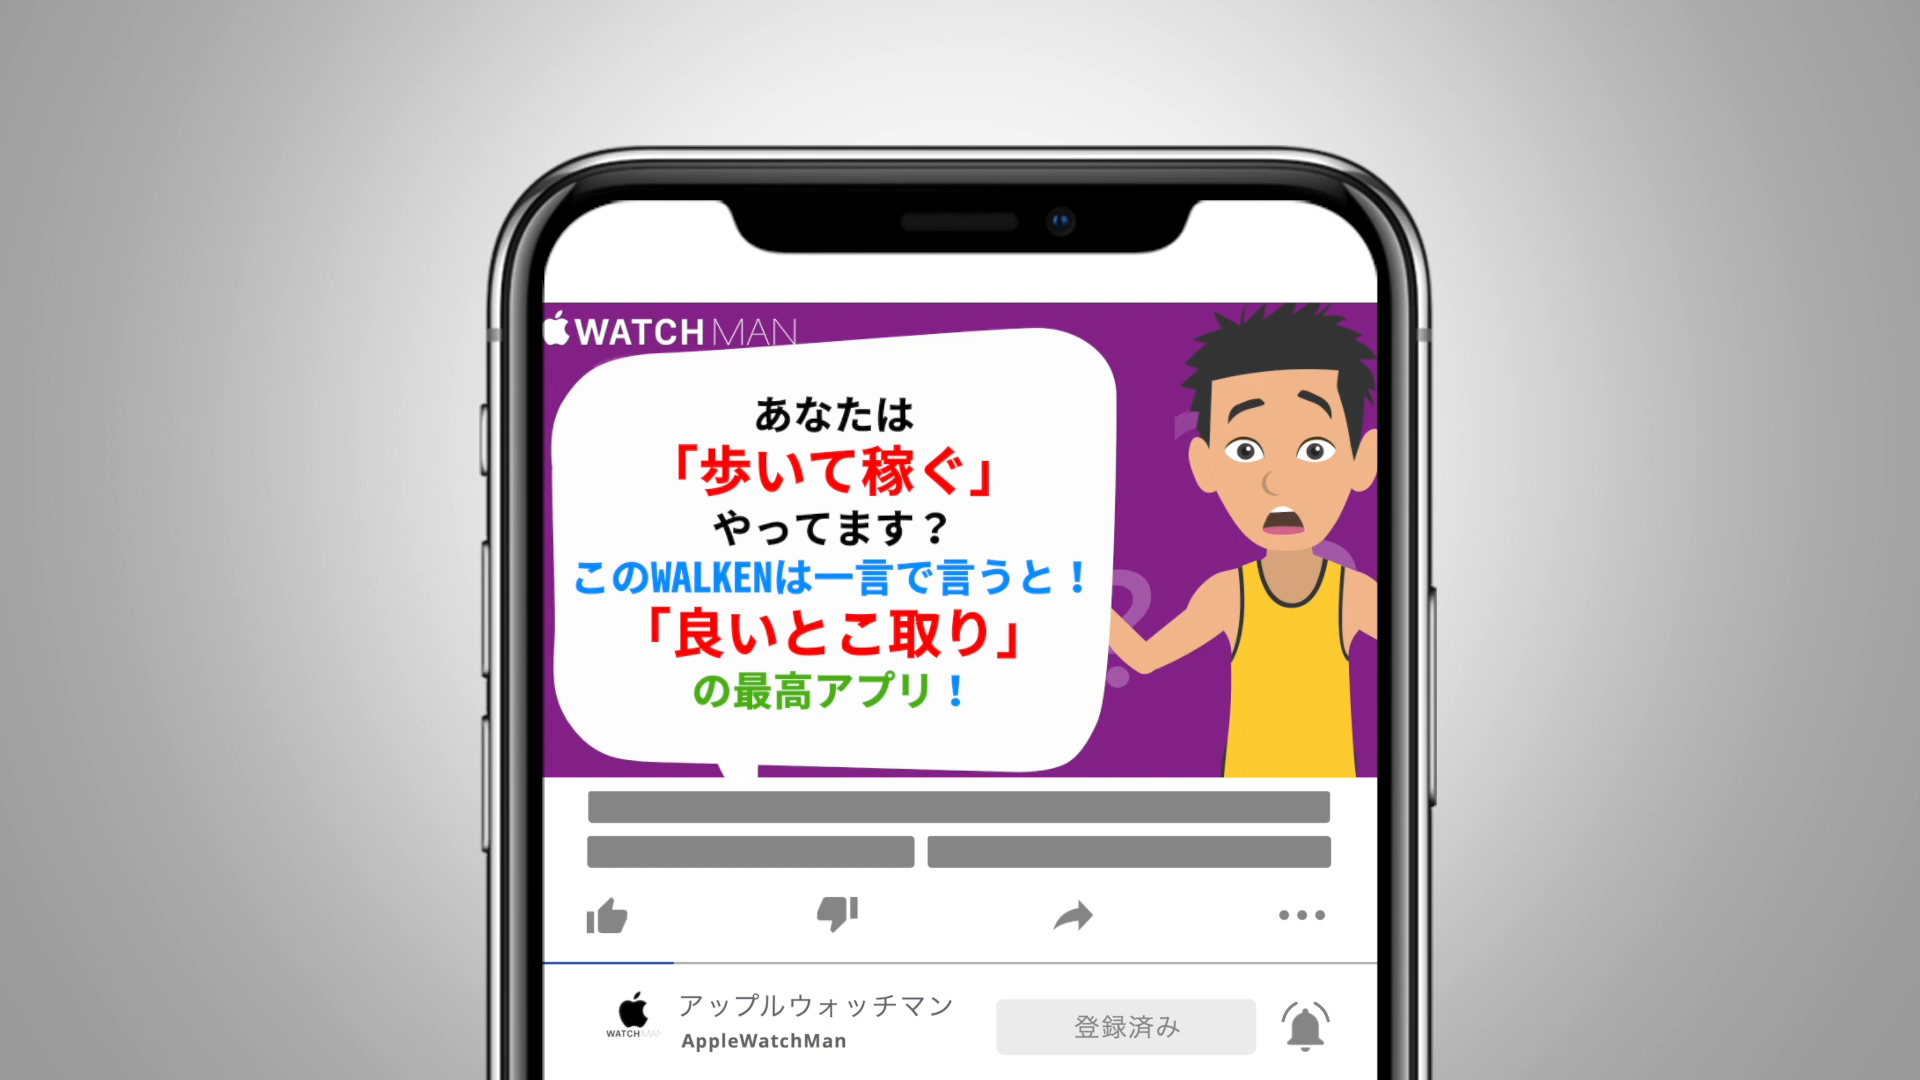 WATCH MAN
あなたは
「歩いて稼ぐ」
やってます？
このWALKENは一言で言うと！
「良いとこ取り」
の最高アプリ！
アップルウォッチマン
WATCH MAN
AppleWatchMan
登録済み